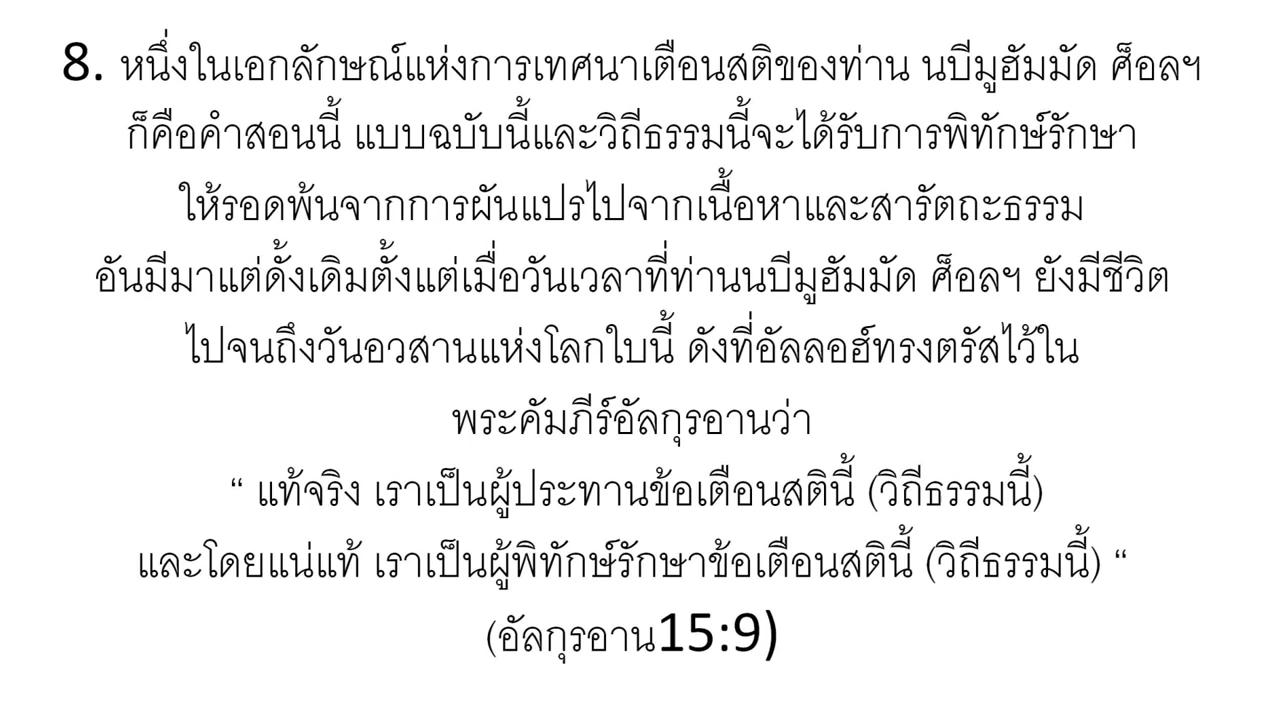 8. หนึ่งในเอกลักษณ์แห่งการเทศนาเตือนสติของท่าน นบีมูฮัมมัด ศ็อลฯ
ก็คือคำสอนนี้ แบบฉบับนี้และวิถีธรรมนี้จะได้รับการพิทักษ์รักษา
ให้รอดพ้นจากการผันแปรไปจากเนื้อหาและสารัตถะธรรม
อันมีมาแต่ดั้งเดิมตั้งแต่เมื่อวันเวลาที่ท่านนบีมูฮัมมัด ศ็อลฯ ยังมีชีวิต
ไปจนถึงวันอวสานแห่งโลกใบนี้ ดังที่อัลลอฮ์ทรงตรัสไว้ใน
พระคัมภีร์อัลกุรอานว่า
“ แท้จริง เราเป็นผู้ประทานข้อเตือนสตินี้ (วิถีธรรมนี้)
และโดยแน่แท้ เราเป็นผู้พิทักษ์รักษาข้อเตือนสตินี้ (วิถีธรรมนี้) “
(อัลกุรอาน15:9)